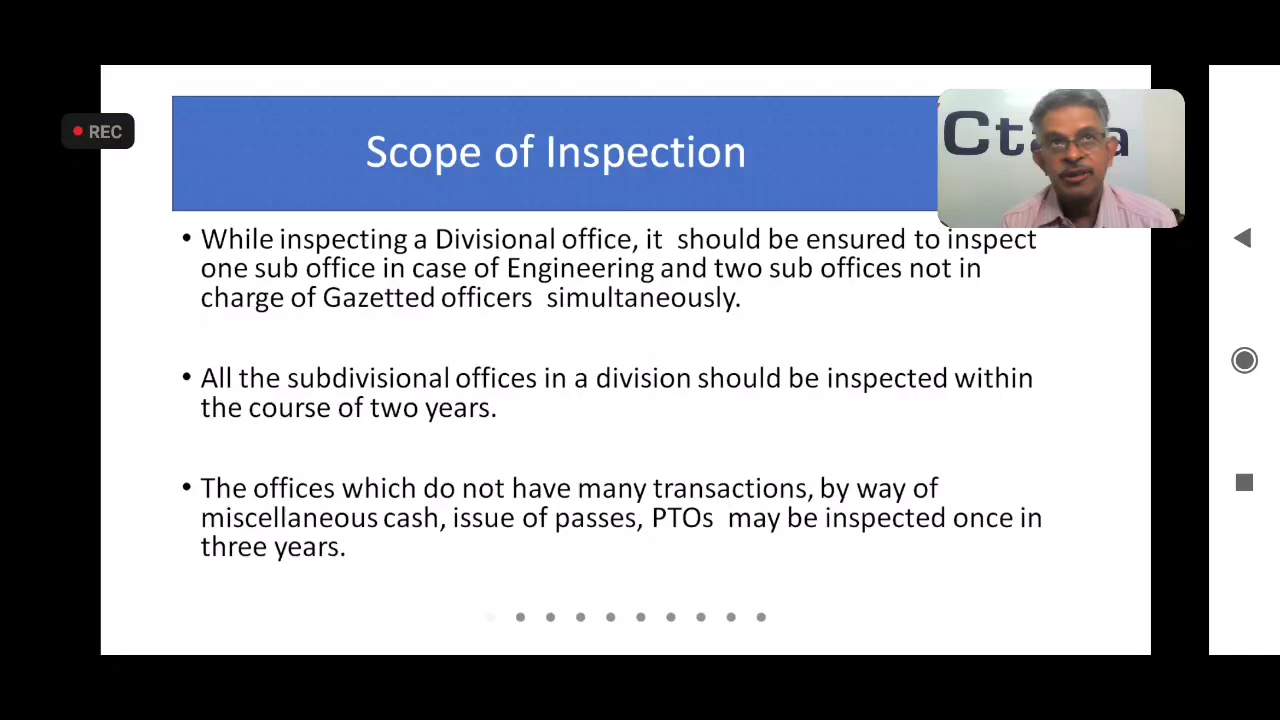 REC
Scope of Inspection
• While inspecting a Divisional office, it should be ensured to inspect
one sub office in case of Engineering and two sub offices not in
charge of Gazetted officers simultaneously.
• All the subdivisional offices in a division should be inspected within
the course of two years.
• The offices which do not have many transactions, by way of
miscellaneous cash, issue of passes, PTOs may be inspected once in
three years.